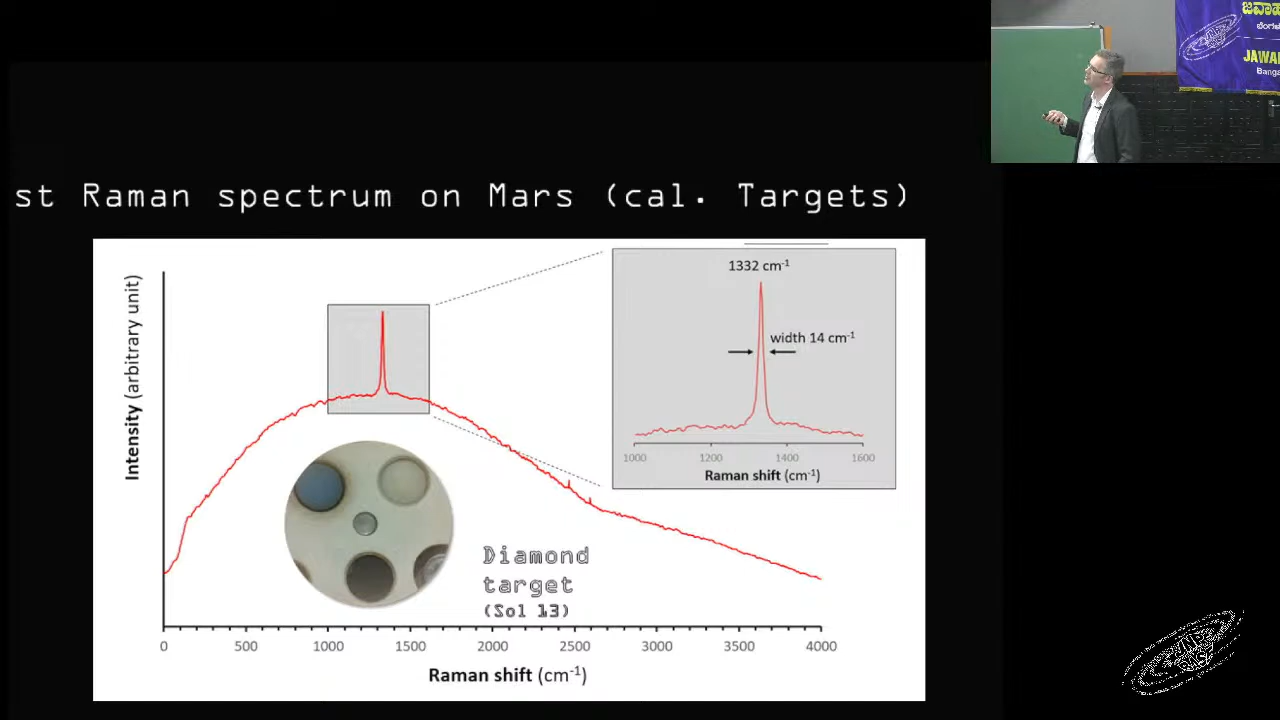 st Raman spectrum on Mars (cal. Targets)
Intensity (arbitrary unit)
1332 cm-1
width 14 cm-1
1000 1200 1400 1600
Raman shift (cm-1)
Diamond
target
(Sol 13)
0 500 1000 1500 2000 2500 3000 3500 4000
Raman shift (cm-1)
JAWA
Banga